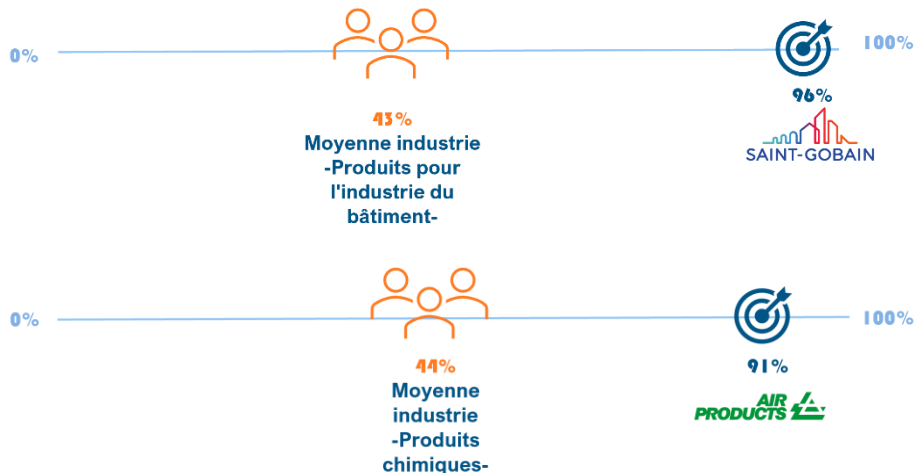 0%
100%
43%
96%
Moyenne industrie
-Produits pour
l'industrie du
bâtiment-
SAINT-GOBAIN
0%
100%
44%
91%
Moyenne
industrie
-Produits
chimiques-
AIR
PRODUCTS